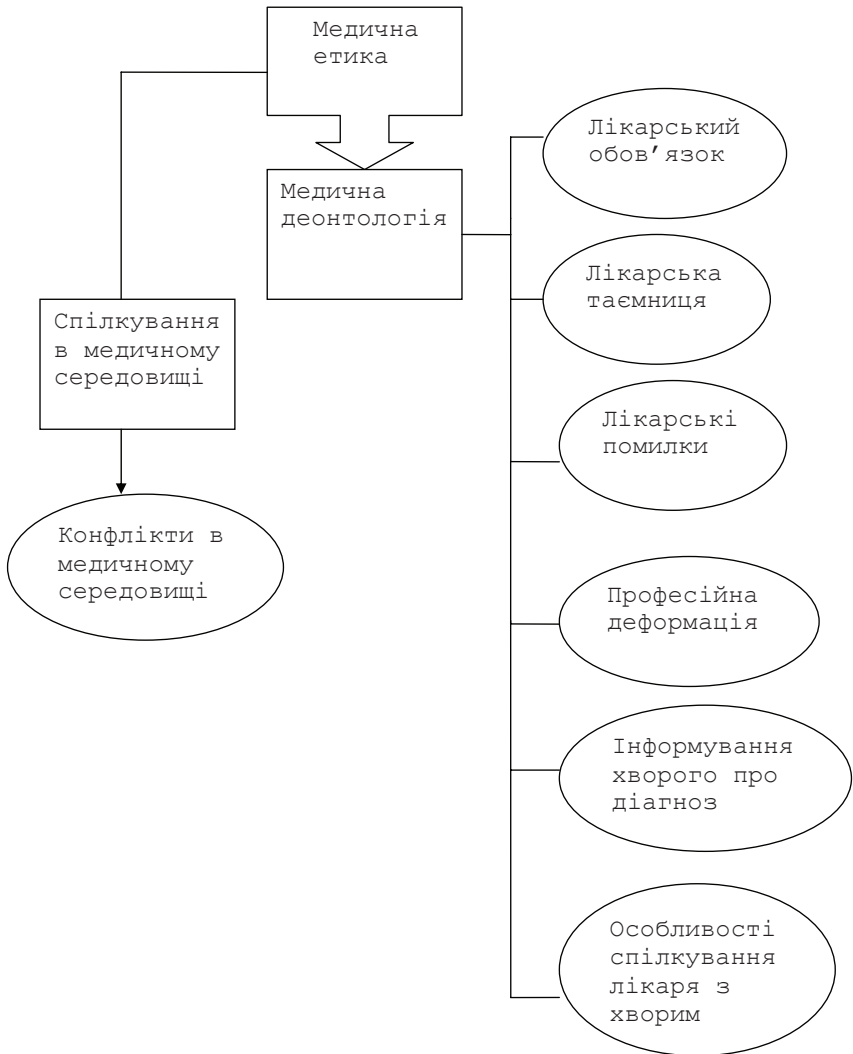 Медична
етика
Лікарський
обов’язок
Медична
деонтологія
Лікарська
таємниця
Спілкування
в медичному
середовищі
Лікарські
помилки
Конфлікти в
медичному
середовищі
Професійна
деформація
Інформування
хворого про
діагноз
Особливості
спілкування
лікаря з
хворим